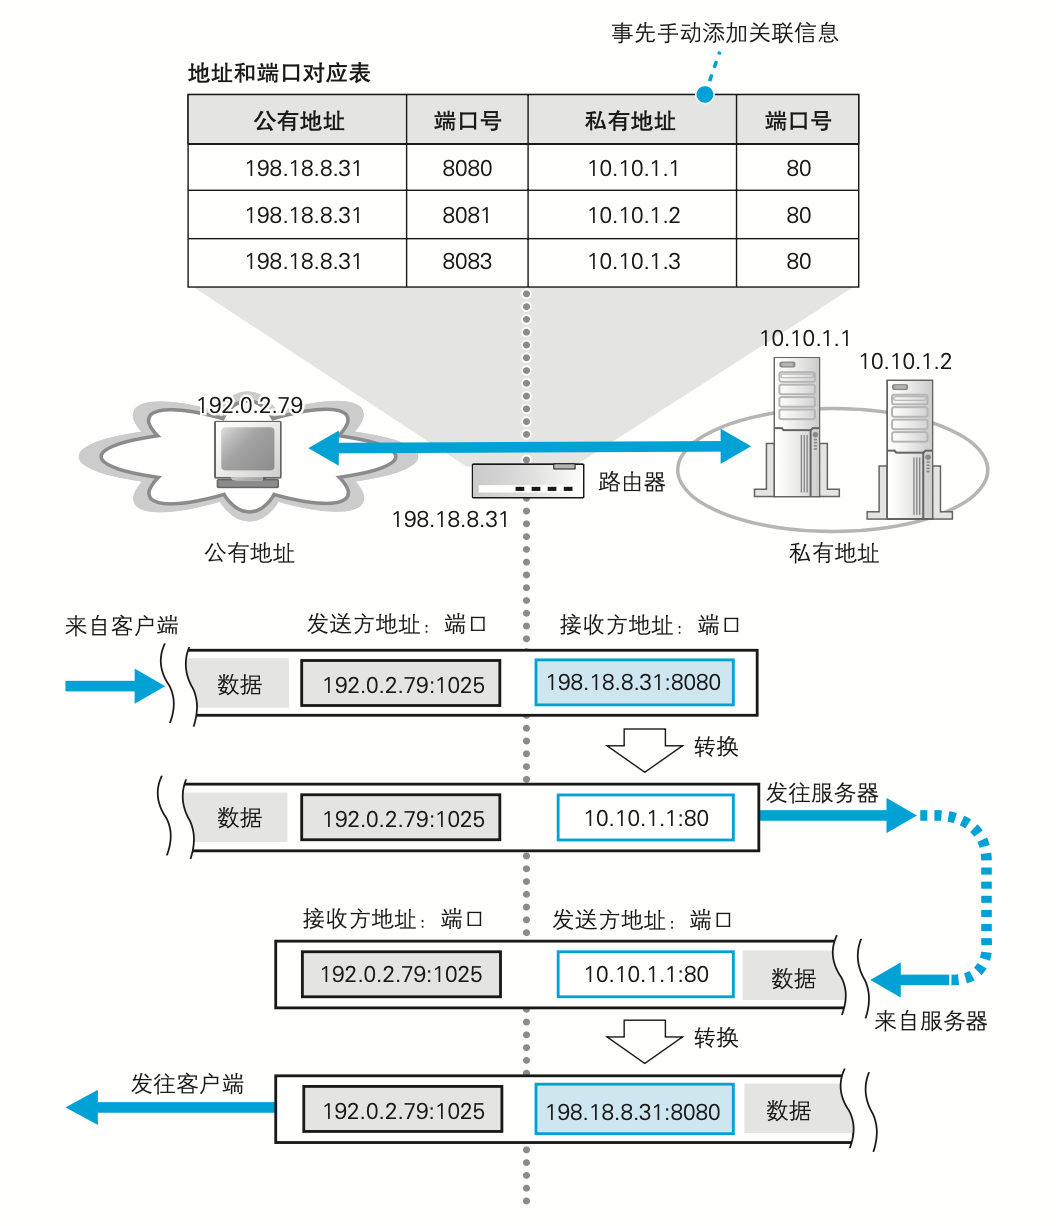 事先手动添加关联信息
地址和端口对应表
公有地址 端口号 私有地址 端口号
198.18.8.31 8080 10.10.1.1 80
198.18.8.31 8081 10.10.1.2 80
198.18.8.31 8083 10.10.1.3 80
10.10.1.1
10.10.1.2
192.0.2.79
路由器
198.18.8.31
公有地址
私有地址
来自客户端
发送方地址：端口 接收方地址：端口
数据 192.0.2.79:1025 198.18.8.31:8080
转换
发往服务器
数据 192.0.2.79:1025 10.10.1.1:80
接收方地址：端口 发送方地址：端口
192.0.2.79:1025 10.10.1.1:80 数据
来自服务器
转换
发往客户端
192.0.2.79:1025 198.18.8.31:8080 数据